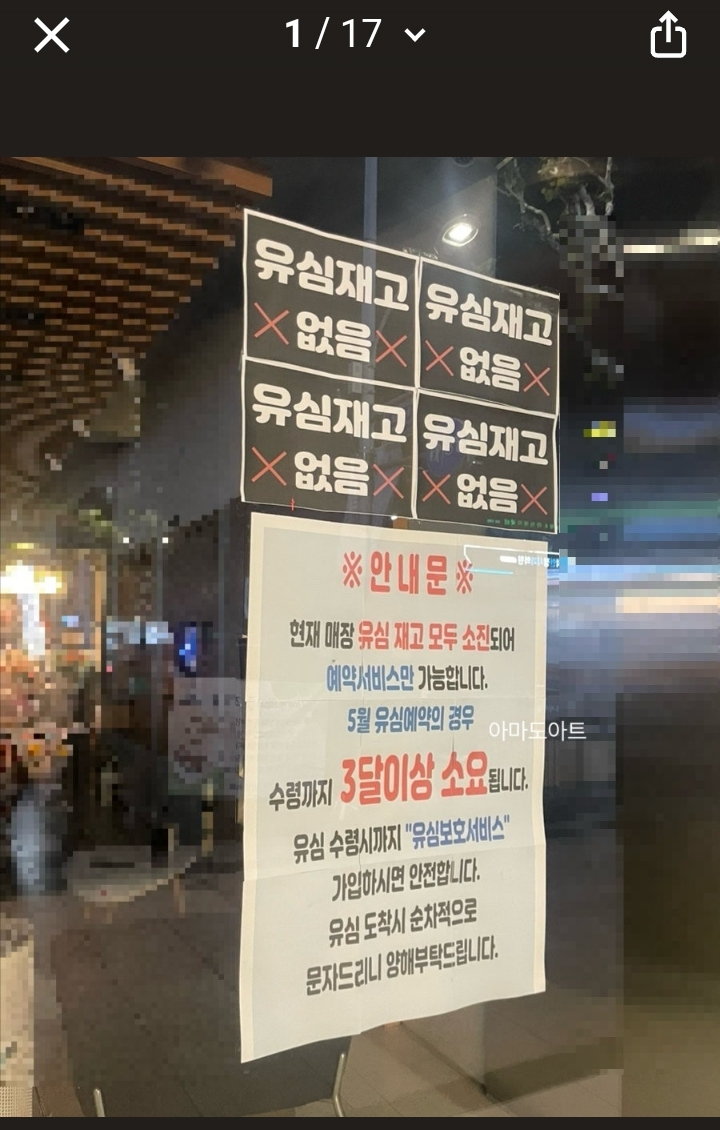 1 / 17
유심재고
✕ 없음 ✕
유심재고
✕ 없음 ✕
유심재고
✕ 없음 ✕
유심재고
✕ 없음 ✕
※ 안 내 문 ※
현재 매장 유심 재고 모두 소진되어
예약서비스만 가능합니다.
5월 유심예약의 경우
아마도아트
수령까지 3달이상 소요됩니다.
유심 수령시까지 "유심보호서비스"
가입하시면 안전합니다.
유심 도착시 순차적으로
문자드리니 양해부탁드립니다.